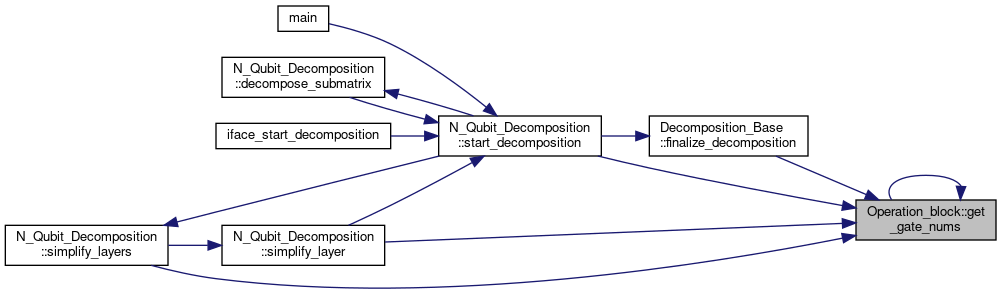 main
N_Qubit_Decomposition
::decompose_submatrix
iface_start_decomposition
N_Qubit_Decomposition
::start_decomposition
Decomposition_Base
::finalize_decomposition
Operation_block::get
_gate_nums
N_Qubit_Decomposition
::simplify_layers
N_Qubit_Decomposition
::simplify_layer